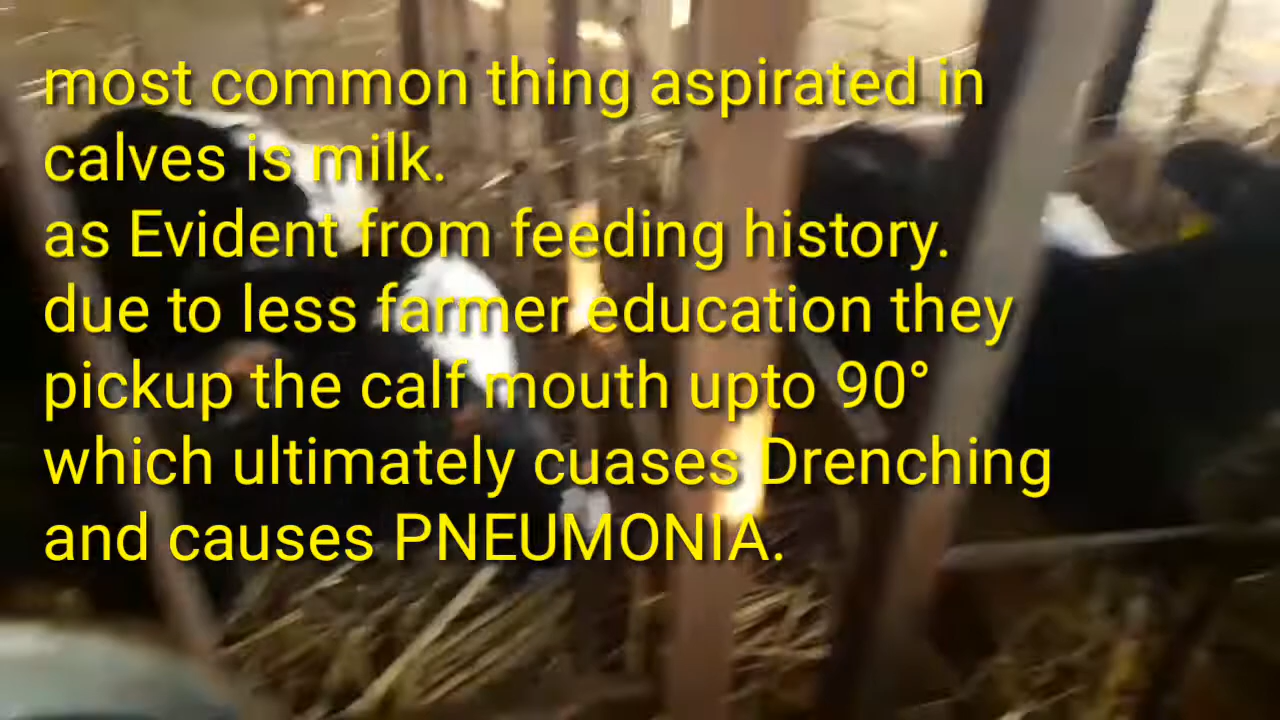 most common thing aspirated in
calves is milk.
as Evident from feeding history.
due to less farmer education they
pickup the calf mouth upto 90°
which ultimately cuases Drenching
and causes PNEUMONIA.